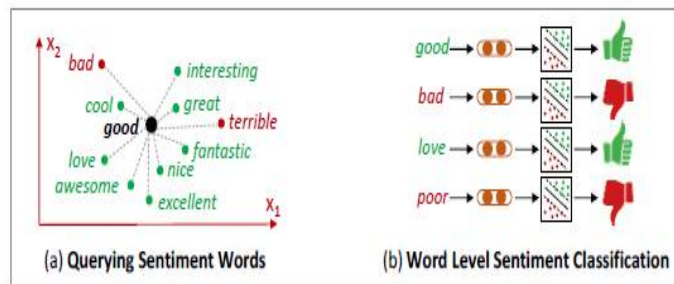 X2
bad
interesting
cool
great
good
terrible
fantastic
love
nice
awesome
excellent
X1
(a) Querying Sentiment Words
good
bad
love
poor
(b) Word Level Sentiment Classification